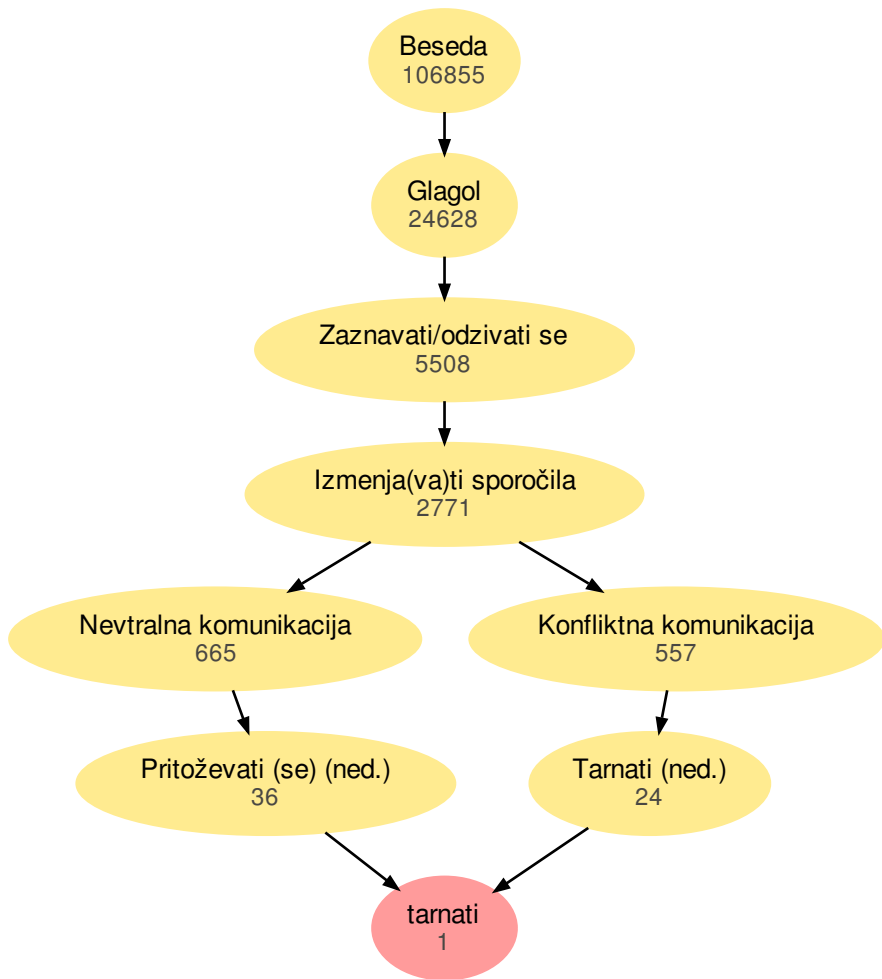 Beseda
106855
Glagol
24628
Zaznavati/odzivati se
5508
Izmenja(va)ti sporočila
2771
Nevtralna komunikacija
665
Konfliktna komunikacija
557
Pritoževati (se) (ned.)
36
Tarnati (ned.)
24
tarnati
1